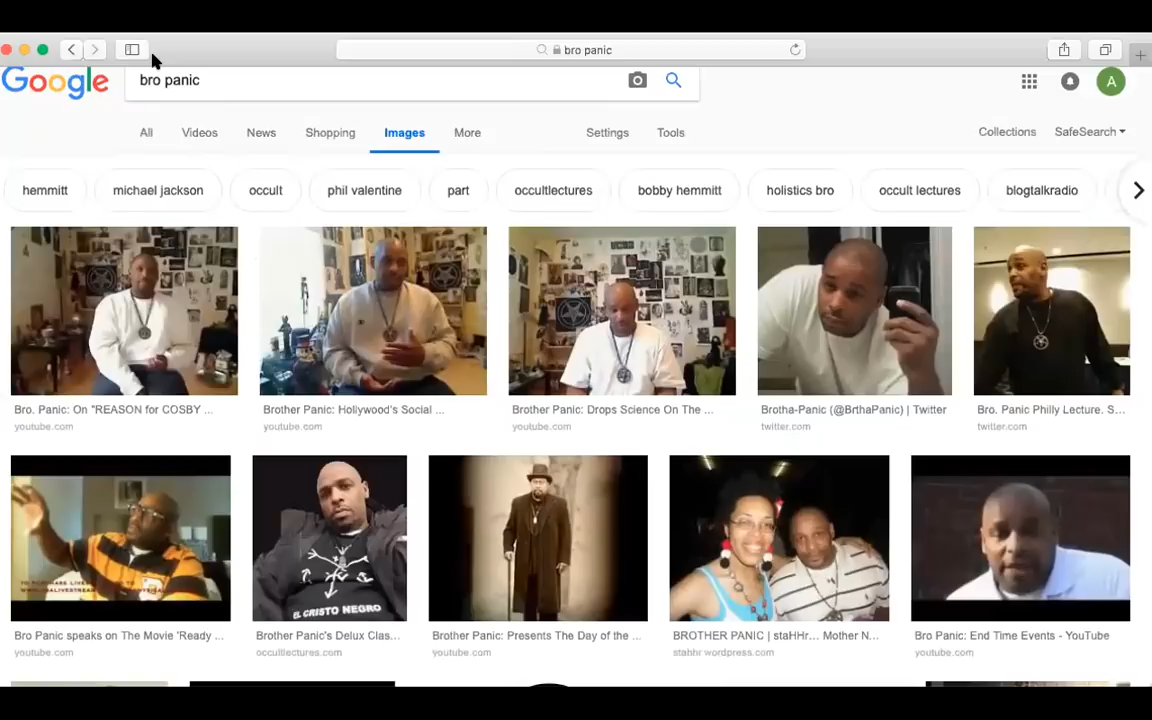 bro panic
Google
bro panic
A
All
Videos
News
Shopping
Images
More
Settings
Tools
Collections
SafeSearch
hemmitt
michael jackson
occult
phil valentine
part
occultlectures
bobby hemmitt
holistics bro
occult lectures
blogtalkradio
Bro. Panic: On "REASON for COSBY ...
youtube.com
Brother Panic: Hollywood's Social ...
youtube.com
Brother Panic: Drops Science On The ...
youtube.com
Brotha-Panic (@BrthaPanic) | Twitter
twitter.com
Bro. Panic Philly Lecture. S...
twitter.com
EL CRISTO NEGRO
Bro Panic speaks on The Movie 'Ready ...
youtube.com
Brother Panic's Delux Clas...
occultlectures.com
Brother Panic: Presents The Day of the ...
youtube.com
BROTHER PANIC | staHHr... Mother N...
stahhr.wordpress.com
Bro Panic: End Time Events - YouTube
youtube.com